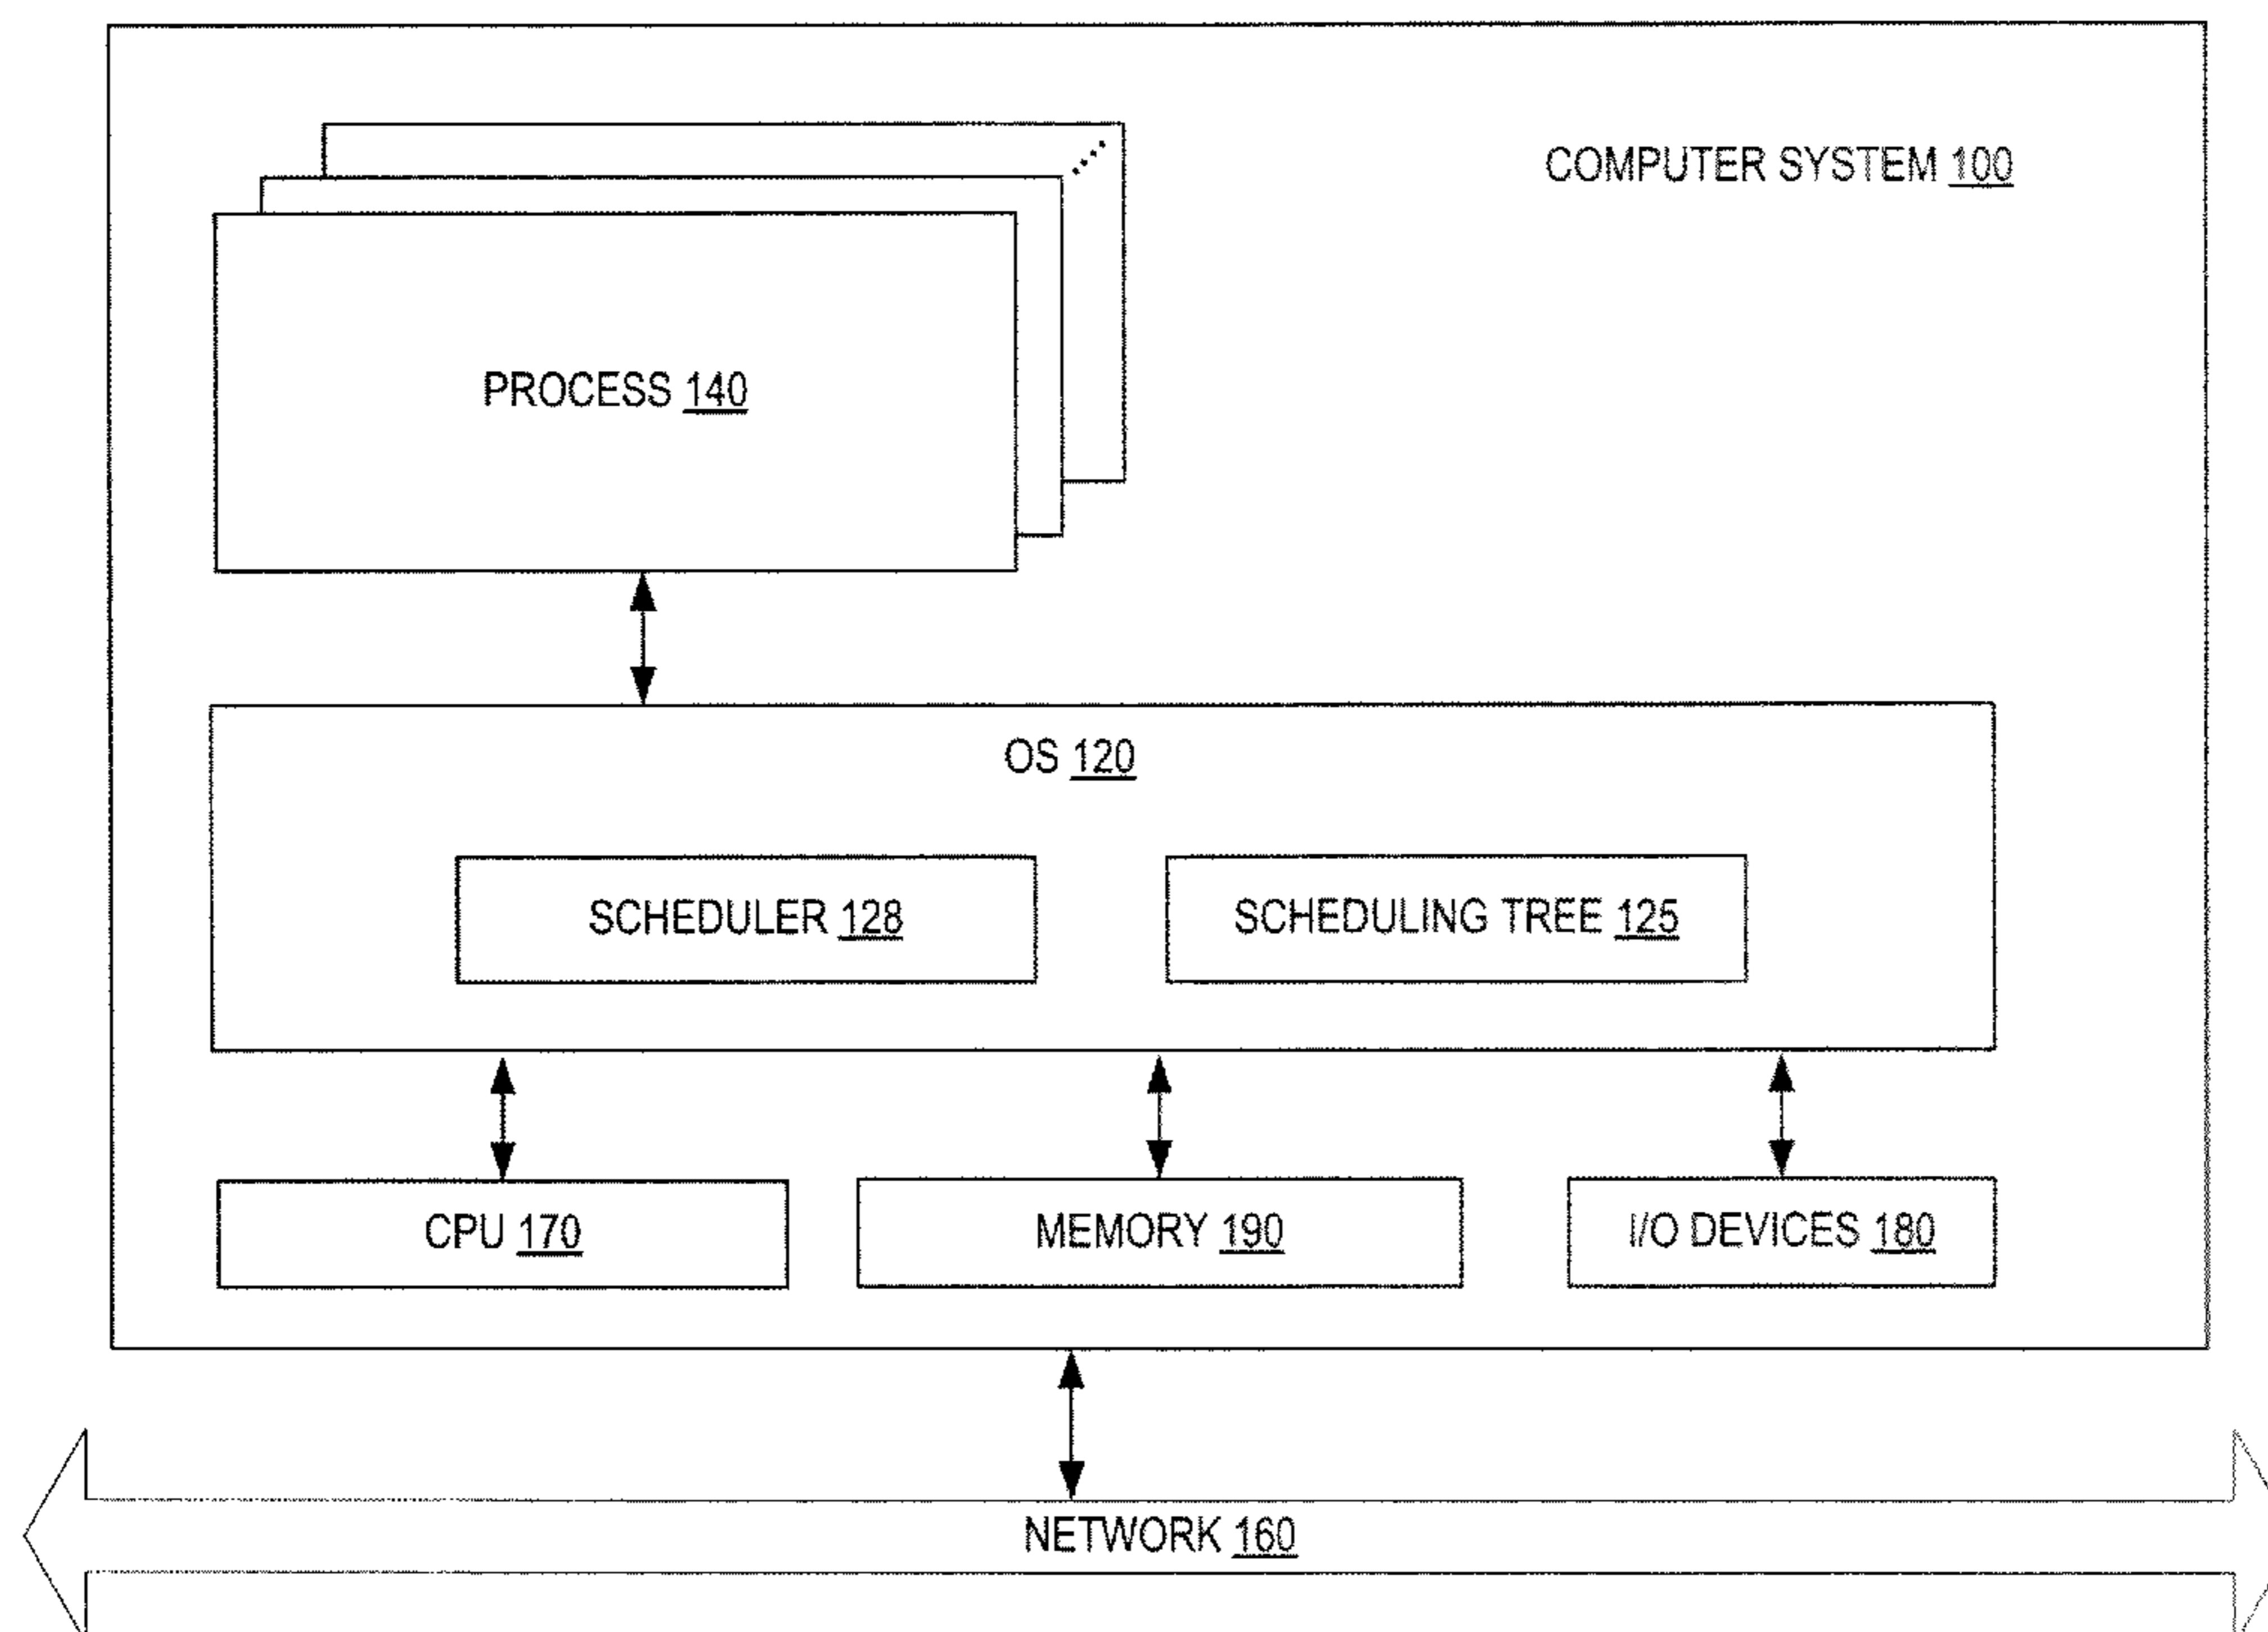 COMPUTER SYSTEM 100
PROCESS 140
OS 120
SCHEDULER 128
SCHEDULING TREE 125
CPU 170
MEMORY 190
I/O DEVICES 180
NETWORK 160